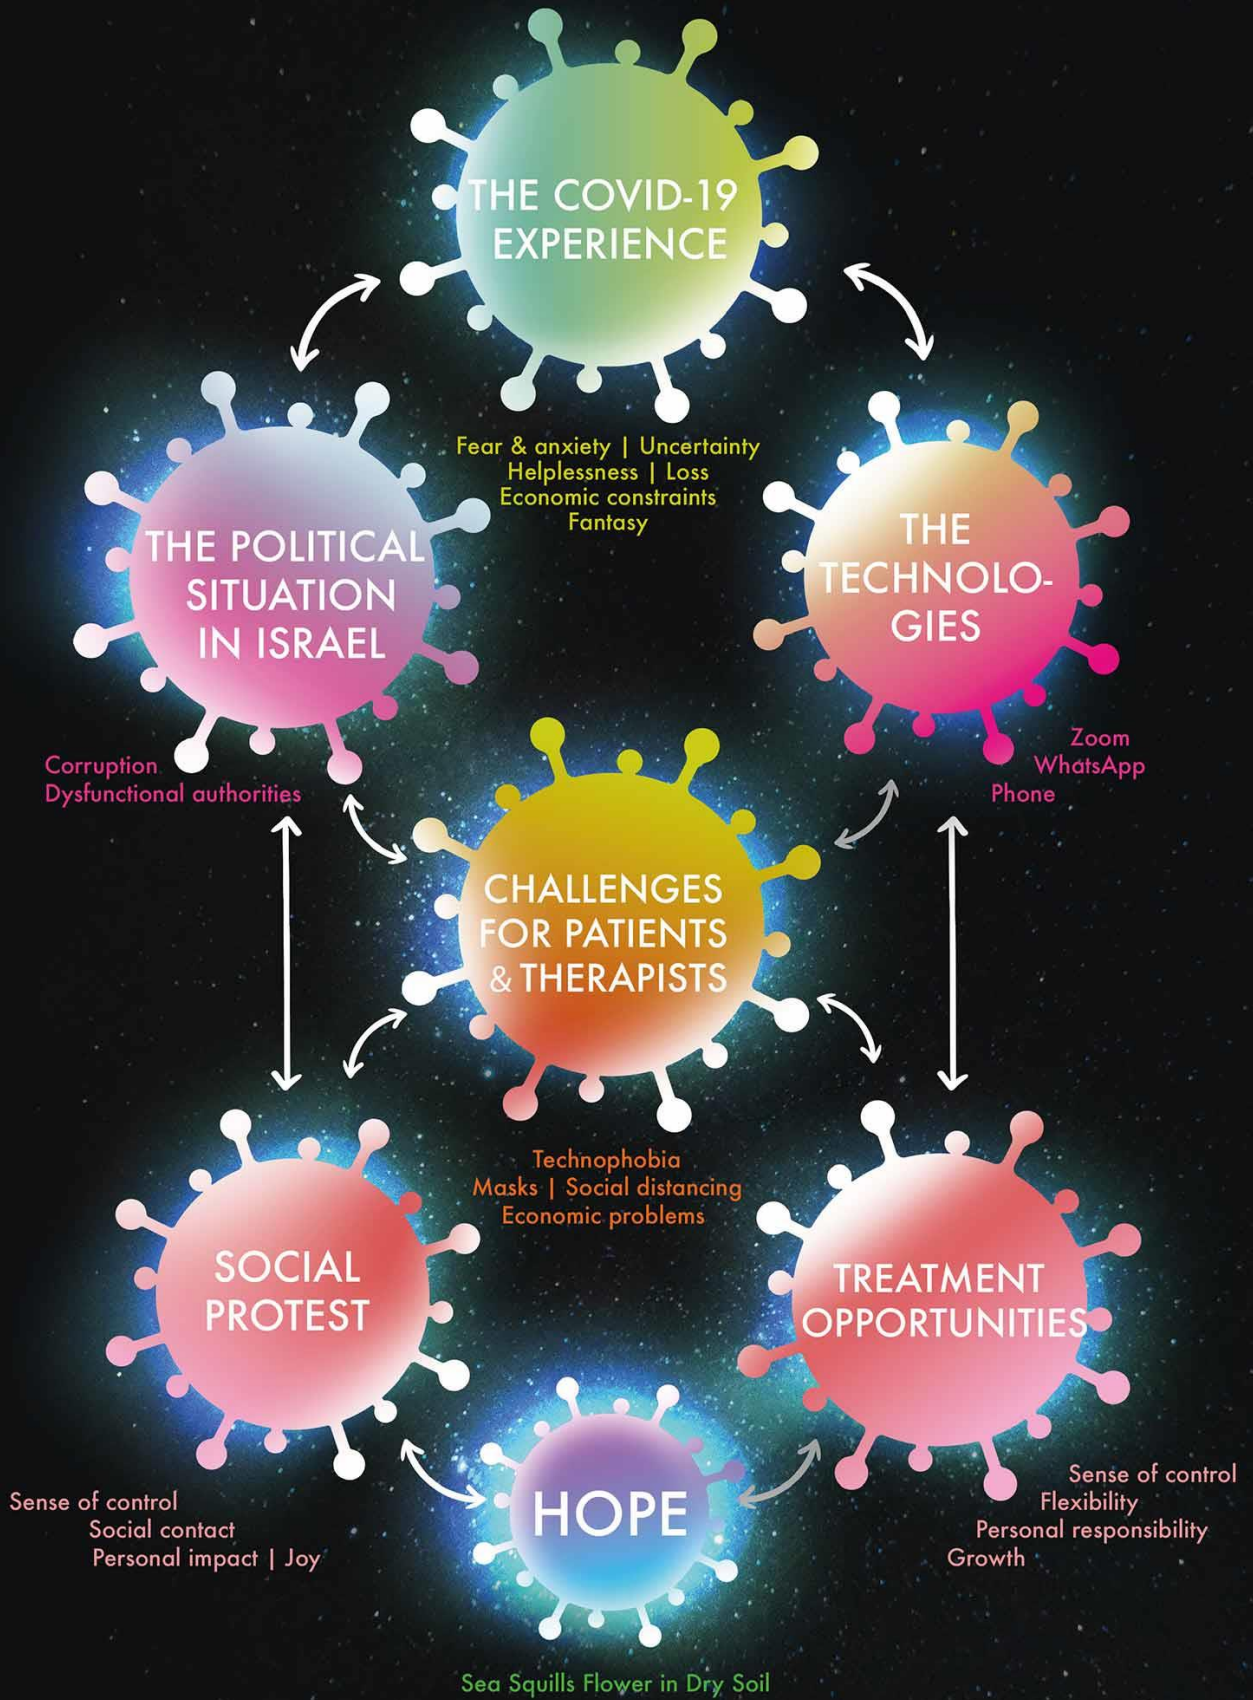 THE COVID-19
EXPERIENCE
Fear & anxiety | Uncertainty
Helplessness | Loss
Economic constraints
Fantasy
THE POLITICAL
SITUATION
IN ISRAEL
Corruption
Dysfunctional authorities
THE
TECHNOLO-
GIES
Zoom
WhatsApp
Phone
CHALLENGES
FOR PATIENTS
& THERAPISTS
Technophobia
Masks | Social distancing
Economic problems
SOCIAL
PROTEST
Sense of control
Social contact
Personal impact | Joy
TREATMENT
OPPORTUNITIES
Sense of control
Flexibility
Personal responsibility
Growth
HOPE
Sea Squills Flower in Dry Soil